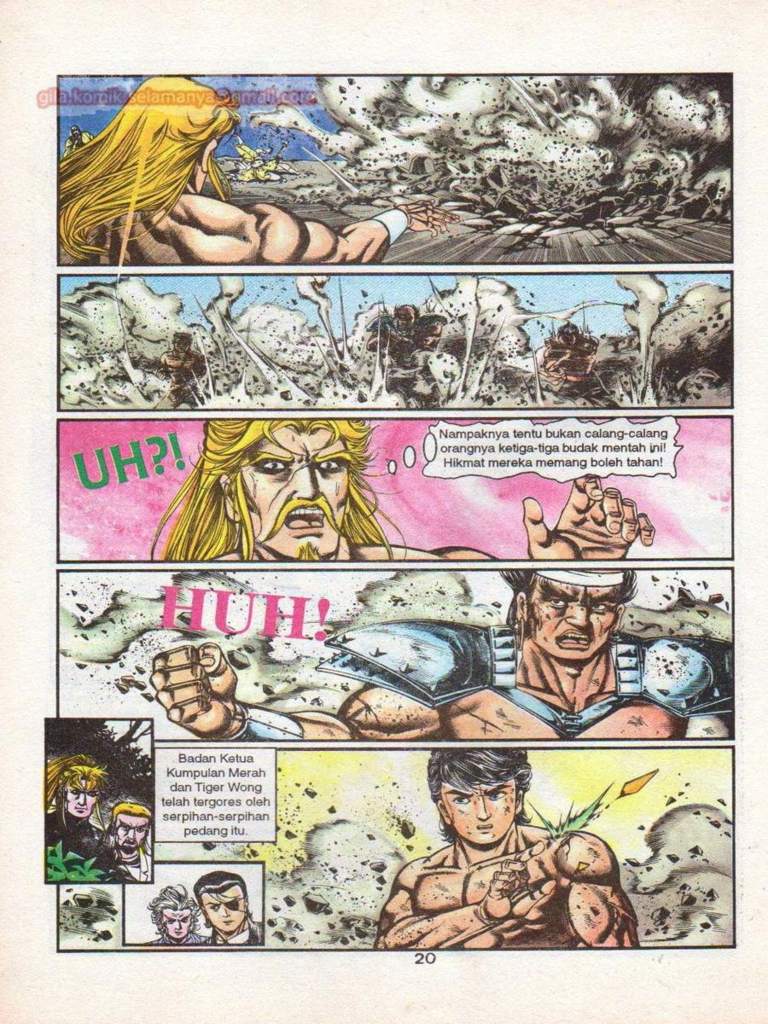 gila.komik.selamanya@gmail.com
Nampaknya tentu bukan calang-calang
orangnya ketiga-tiga budak mentah ini!
Hikmat mereka memang boleh tahan!
UH?!
HUH!
Badan Ketua
Kumpulan Merah
dan Tiger Wong
telah tergores oleh
serpihan-serpihan
pedang itu.
20